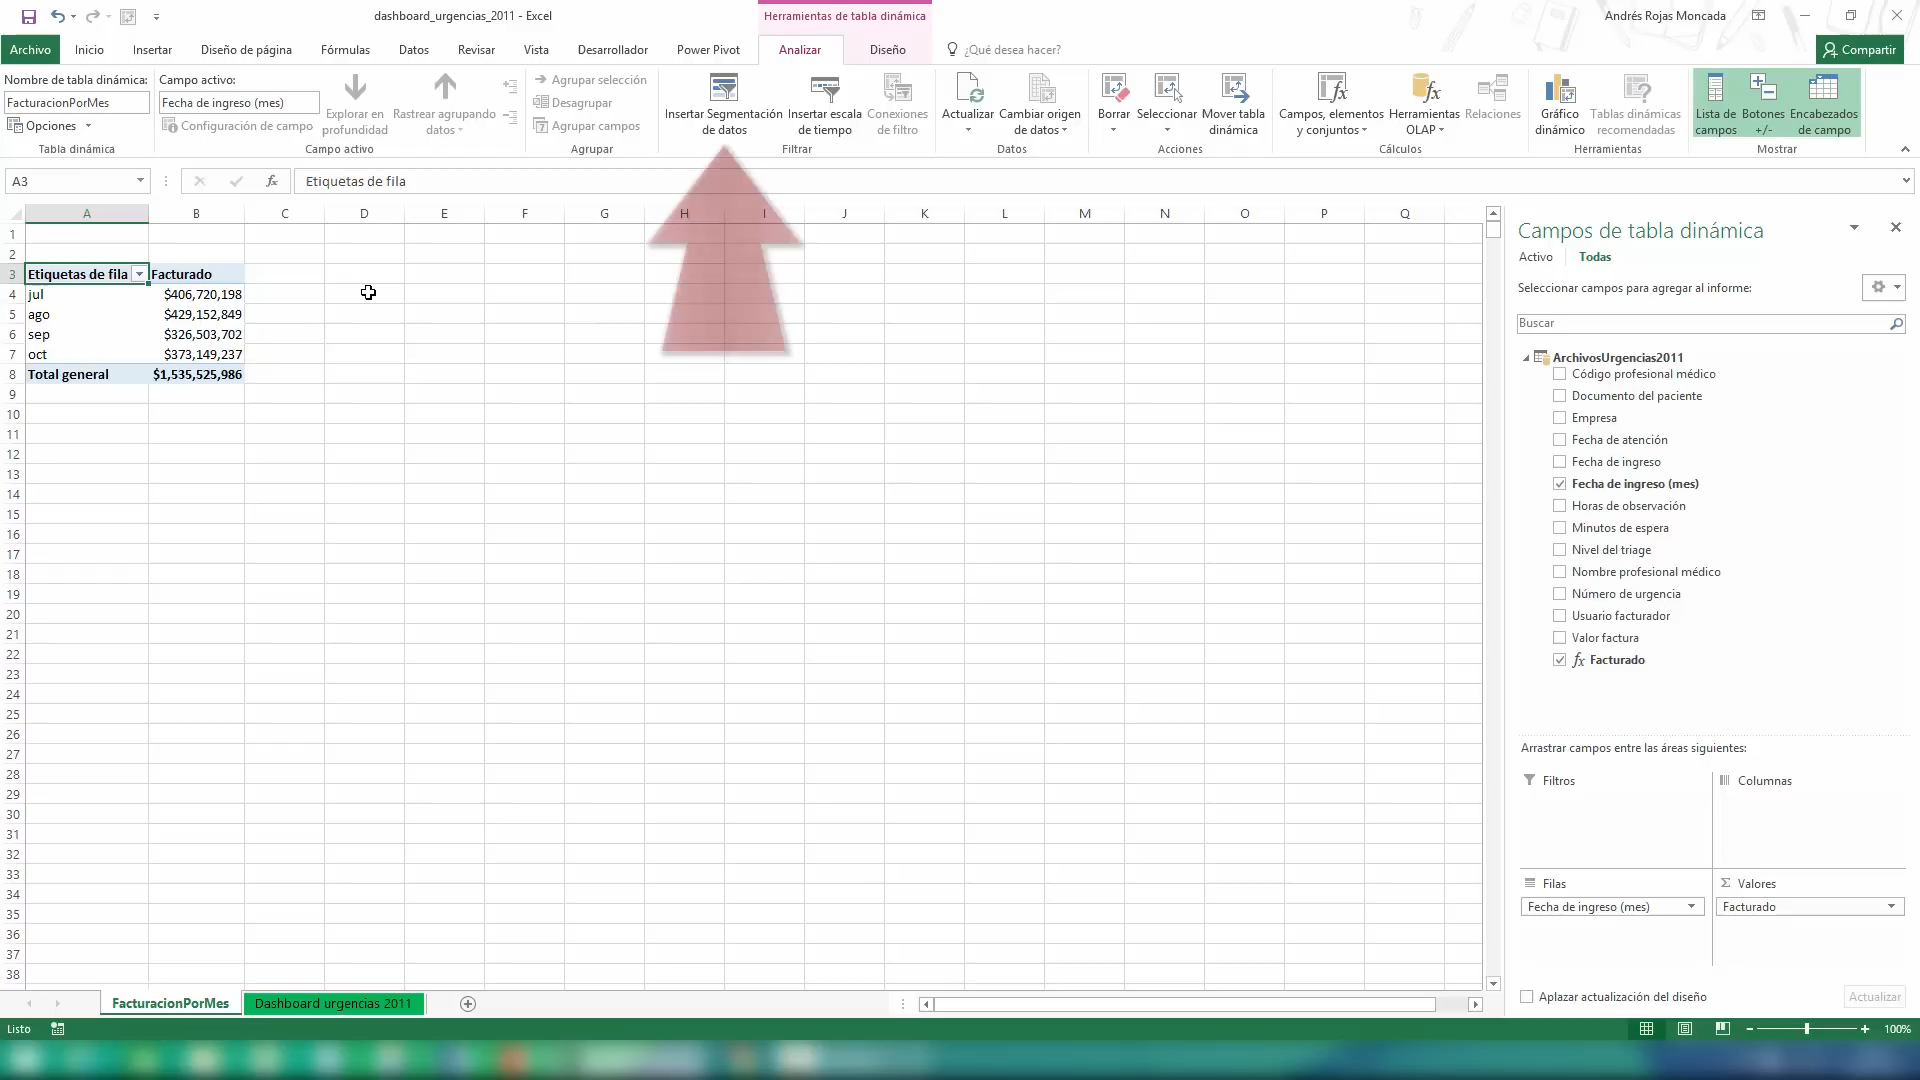 dashboard_urgencias_2011 - Excel
Herramientas de tabla dinámica
Andrés Rojas Moncada
Archivo Inicio Insertar Diseño de página Fórmulas Datos Revisar Vista Desarrollador Power Pivot Analizar Diseño ¿Qué desea hacer? Compartir
Nombre de tabla dinámica:
FacturacionPorMes
Opciones
Tabla dinámica
Campo activo:
Fecha de ingreso (mes)
Configuración de campo
Explorar en
profundidad
Rastrear agrupando
datos
Campo activo
Agrupar selección
Desagrupar
Agrupar campos
Agrupar
Insertar Segmentación
de datos
Insertar escala
de tiempo
Conexiones
de filtro
Filtrar
Actualizar
Cambiar origen
de datos
Datos
Borrar
Seleccionar
Mover tabla
dinámica
Acciones
Campos, elementos
y conjuntos
Herramientas
OLAP
Relaciones
Cálculos
Gráfico
dinámico
Tablas dinámicas
recomendadas
Herramientas
Lista de
campos
Botones
+/-
Encabezados
de campo
Mostrar
A3
fx
Etiquetas de fila
A B C D E F G H I J K L M N O P Q
1
2
3 Etiquetas de fila Facturado
4 jul $406,720,198
5 ago $429,152,849
6 sep $326,503,702
7 oct $373,149,237
8 Total general $1,535,525,986
9
10
11
12
13
14
15
16
17
18
19
20
21
22
23
24
25
26
27
28
29
30
31
32
33
34
35
36
37
38
Campos de tabla dinámica
Activo Todas
Seleccionar campos para agregar al informe:
Buscar
ArchivosUrgencias2011
Código profesional médico
Documento del paciente
Empresa
Fecha de atención
Fecha de ingreso
Fecha de ingreso (mes)
Horas de observación
Minutos de espera
Nivel del triage
Nombre profesional médico
Número de urgencia
Usuario facturador
Valor factura
fx Facturado
Arrastrar campos entre las áreas siguientes:
Filtros
Columnas
Filas
Fecha de ingreso (mes)
Σ Valores
Facturado
Aplazar actualización del diseño
Actualizar
FacturacionPorMes Dashboard urgencias 2011
Listo
100%